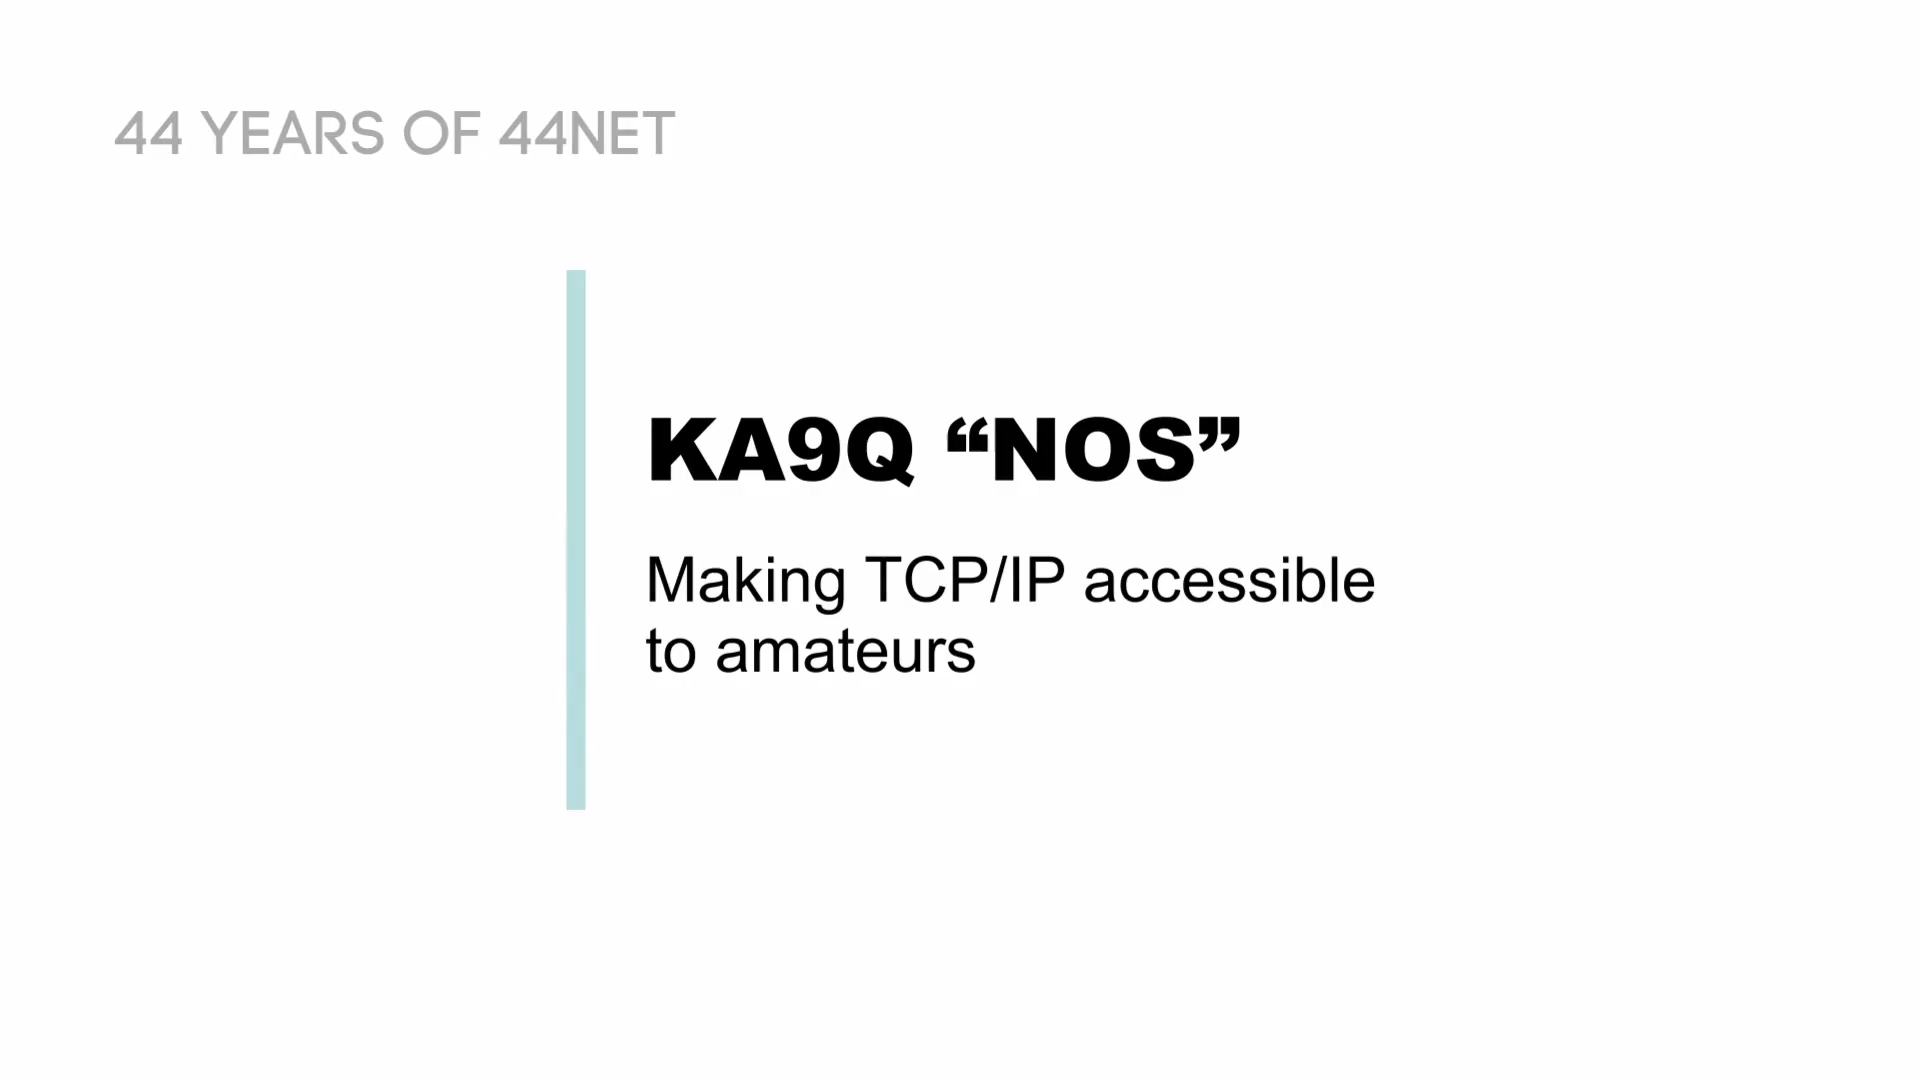 44 YEARS OF 44NET
KA9Q “NOS”
Making TCP/IP accessible
to amateurs